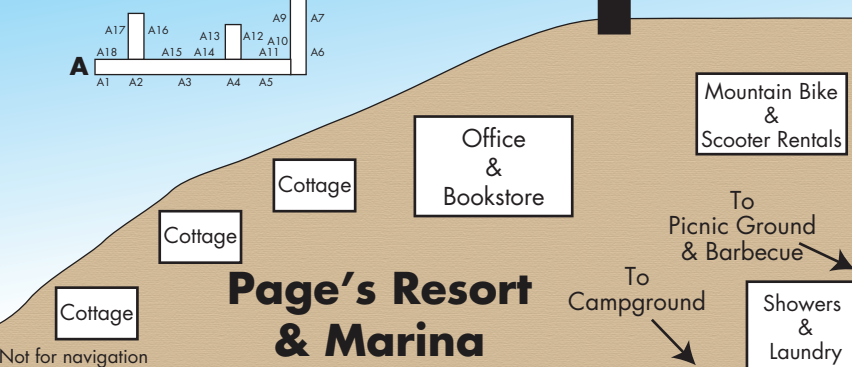 A9 A7
A17 A16 A13 A12 A10
A18 A15 A14 A11 A6
A
A1 A2 A3 A4 A5
Mountain Bike
&
Scooter Rentals
Office
&
Bookstore
Cottage
To
Picnic Ground
& Barbecue
Cottage
To
Campground
Page's Resort
& Marina
Cottage
Showers
&
Laundry
Not for navigation